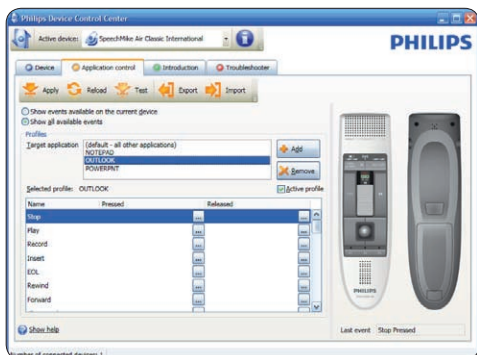 Philips Device Control Center
Active device: SpeechMike Air Classic International
PHILIPS
Device Application control Introduction Troubleshooter
Apply Reload Test Export Import
Show events available on the current device
Show all available events
Profiles
Target application
(default - all other applications)
NOTEPAD
OUTLOOK
POWERPNT
Add
Remove
Selected profile: OUTLOOK
Active profile
Name Pressed Released
Stop ... ...
Play ... ...
Record ... ...
Insert ... ...
EOL ... ...
Rewind ... ...
Forward ... ...
PHILIPS
Show help
Last event Stop Pressed
Number of connected devices: 1